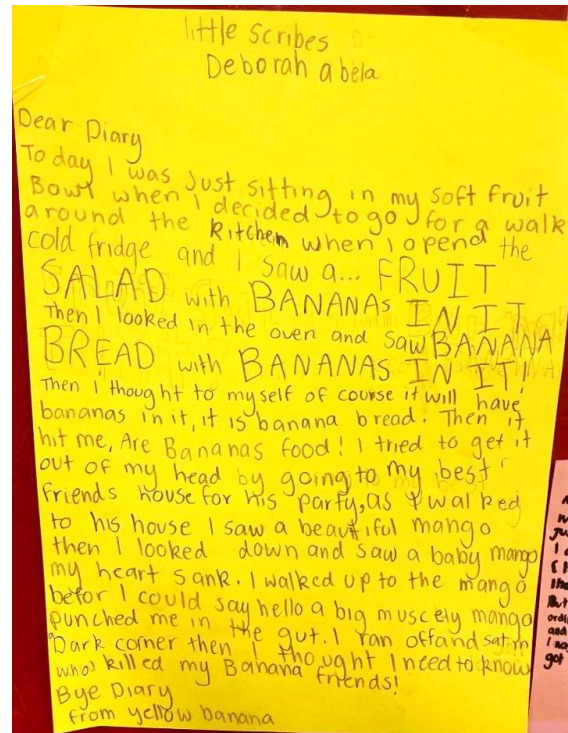 little scribes
Deborah abela
Dear Diary
Today I was Just sitting in my soft fruit
Bowl when I decided to go for a walk
around the kitchen when I opend the
cold fridge and I saw a... FRUIT
SALAD with BANANAS IN IT
Then I looked in the oven and saw BANANA
BREAD with BANANAS IN IT!
Then I thought to myself of course it will have
bananas in it, it is banana bread. Then it
hit me, Are Bananas food! I tried to get it
out of my head by going to my best
friends house for his party, as I walked
to his house I saw a beautiful mango
then I looked down and saw a baby mango
my heart sank. I walked up to the mango
befor I could say hello a big muscely mango
punched me in the gut. I ran off and sat in
Dark corner then I thought I need to know
who killed my Banana friends!
Bye Diary
from yellow banana